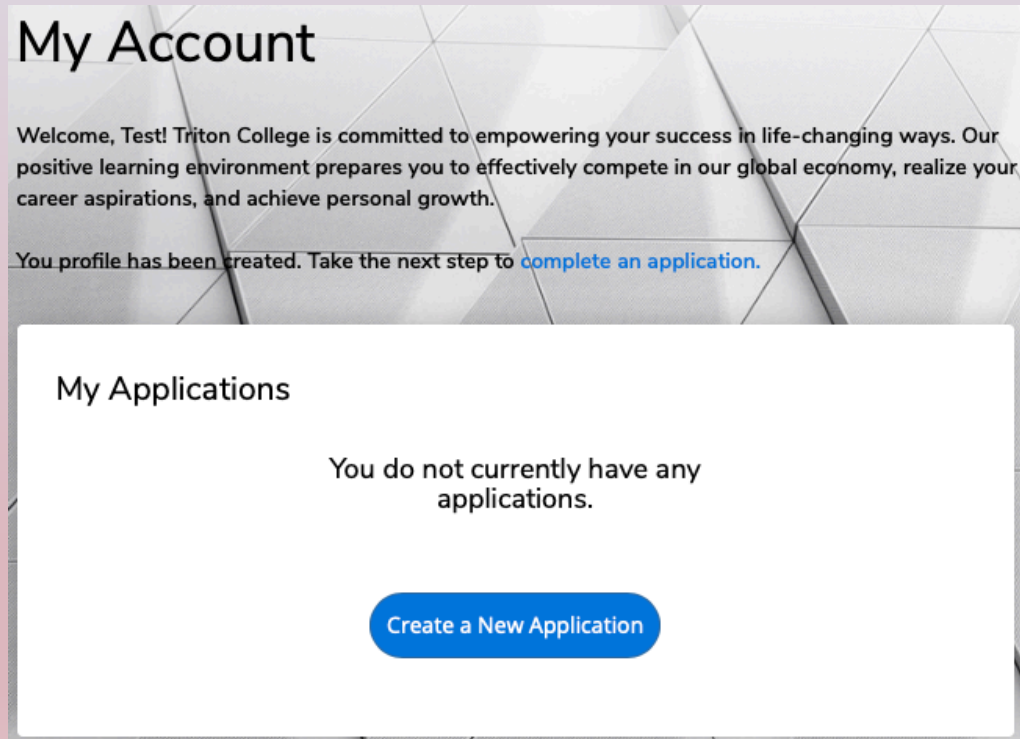 My Account
Welcome, Test! Triton College is committed to empowering your success in life-changing ways. Our
positive learning environment prepares you to effectively compete in our global economy, realize your
career aspirations, and achieve personal growth.
You profile has been created. Take the next step to complete an application.
My Applications
You do not currently have any
applications.
Create a New Application